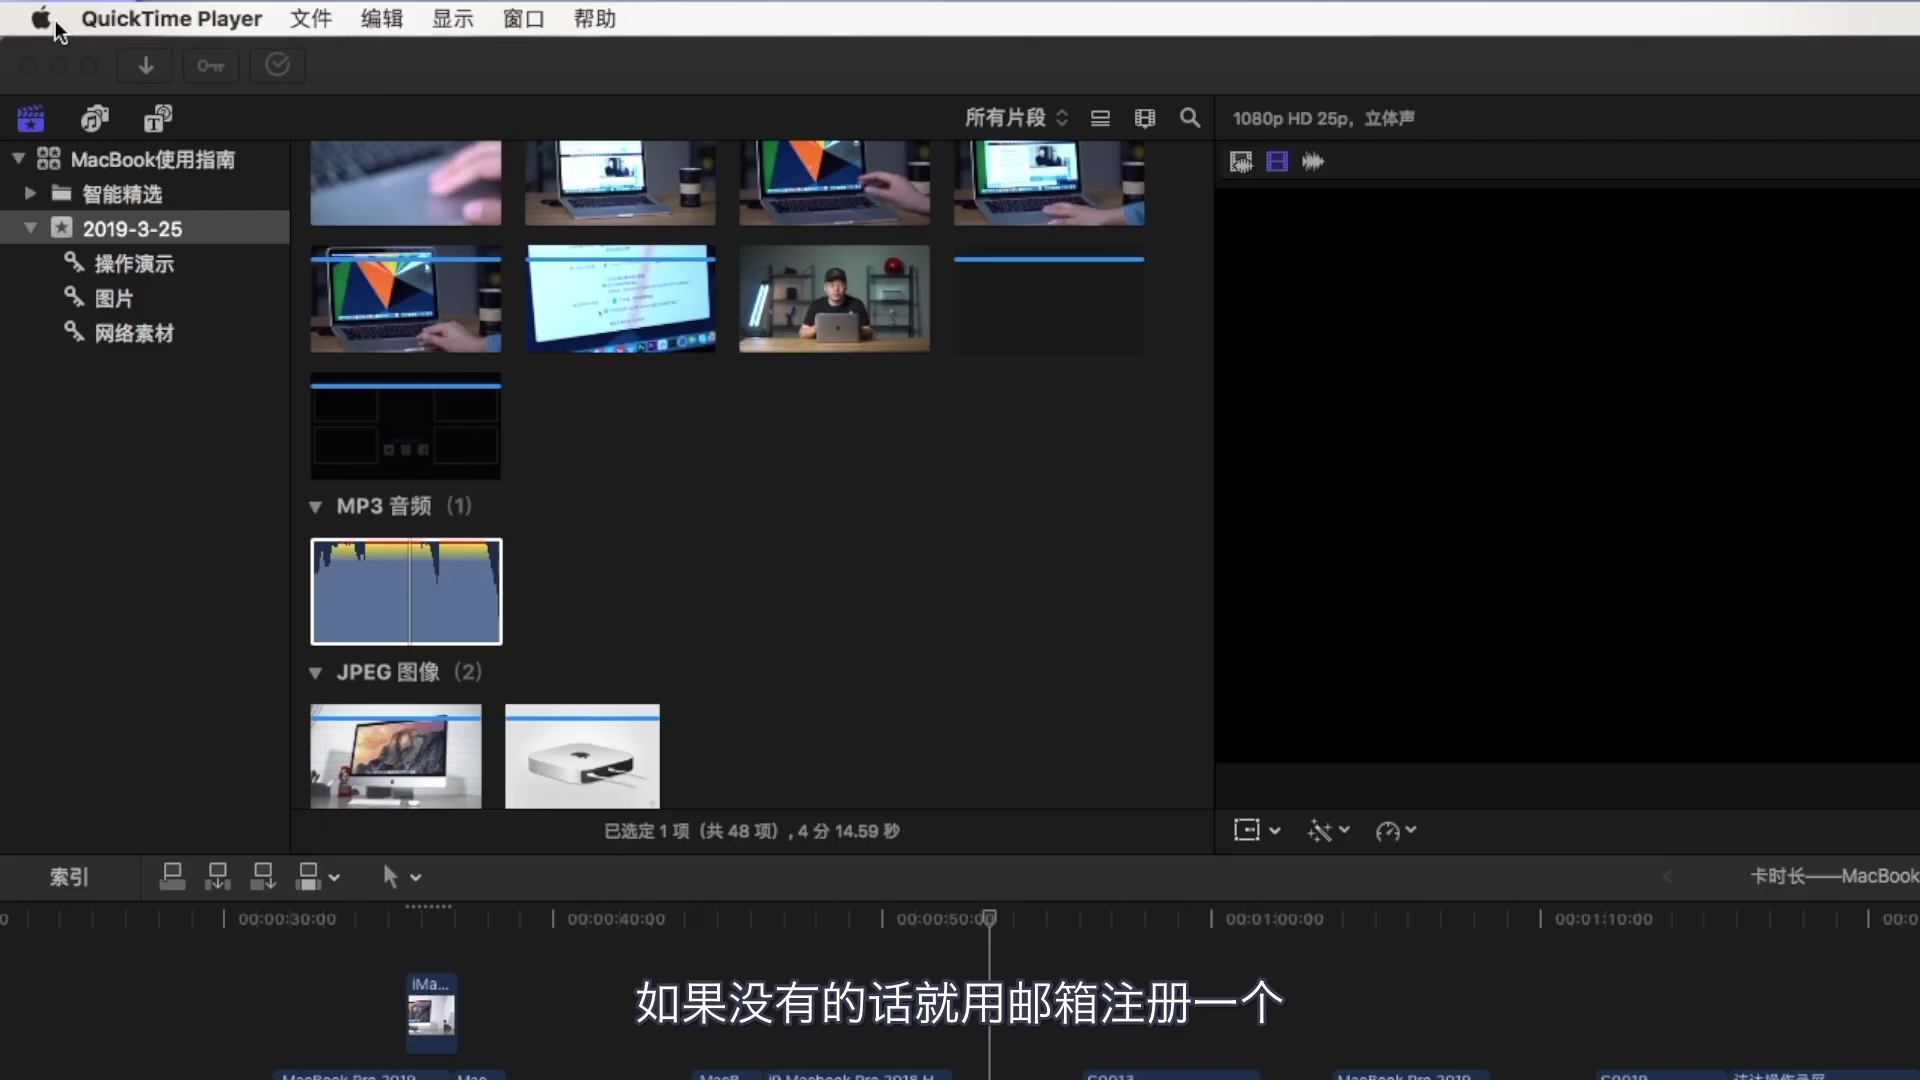 QuickTime Player 文件 编辑 显示 窗口 帮助
所有片段
1080p HD 25p，立体声
MacBook使用指南
智能精选
2019-3-25
操作演示
图片
网络素材
MP3 音频 (1)
JPEG 图像 (2)
已选定 1 项（共 48 项）, 4 分 14.59 秒
索引
卡时长——MacBook
00:00:30:00 00:00:40:00 00:00:50:00 00:01:00:00 00:01:10:00 00:0
iMa...
如果没有的话就用邮箱注册一个